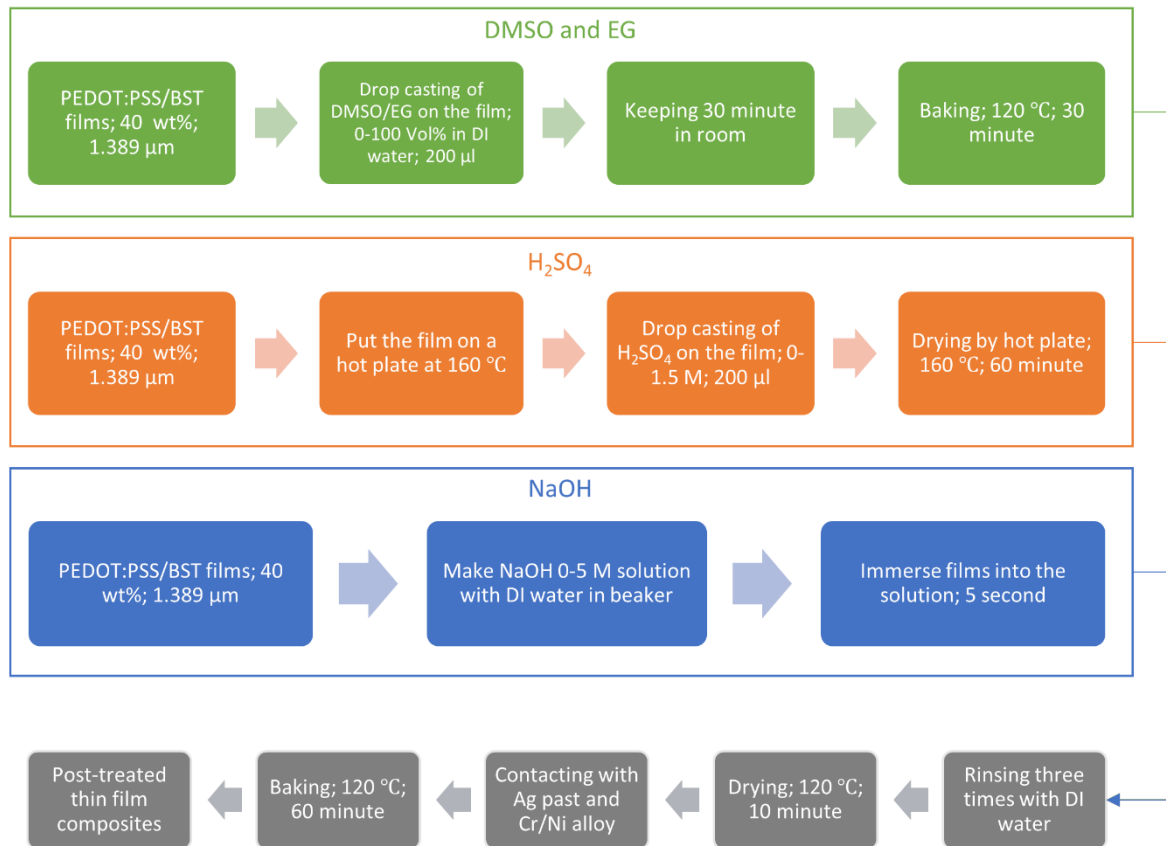 DMSO and EG
PEDOT:PSS/BST
films; 40  wt%;
1.389 µm
Drop casting of
DMSO/EG on the film;
0-100 Vol% in DI
water; 200 µl
Keeping 30 minute
in room
Baking; 120 ℃; 30
minute
H₂SO₄
PEDOT:PSS/BST
films; 40  wt%;
1.389 µm
Put the film on a
hot plate at 160 ℃
Drop casting of
H₂SO₄ on the film; 0-
1.5 M; 200 µl
Drying by hot plate;
160 ℃; 60 minute
NaOH
PEDOT:PSS/BST films; 40
wt%; 1.389 µm
Make NaOH 0-5 M solution
with DI water in beaker
Immerse films into the
solution; 5 second
Post-treated
thin film
composites
Baking; 120 ℃;
60 minute
Contacting with
Ag past and
Cr/Ni alloy
Drying; 120 ℃;
10 minute
Rinsing three
times with DI
water